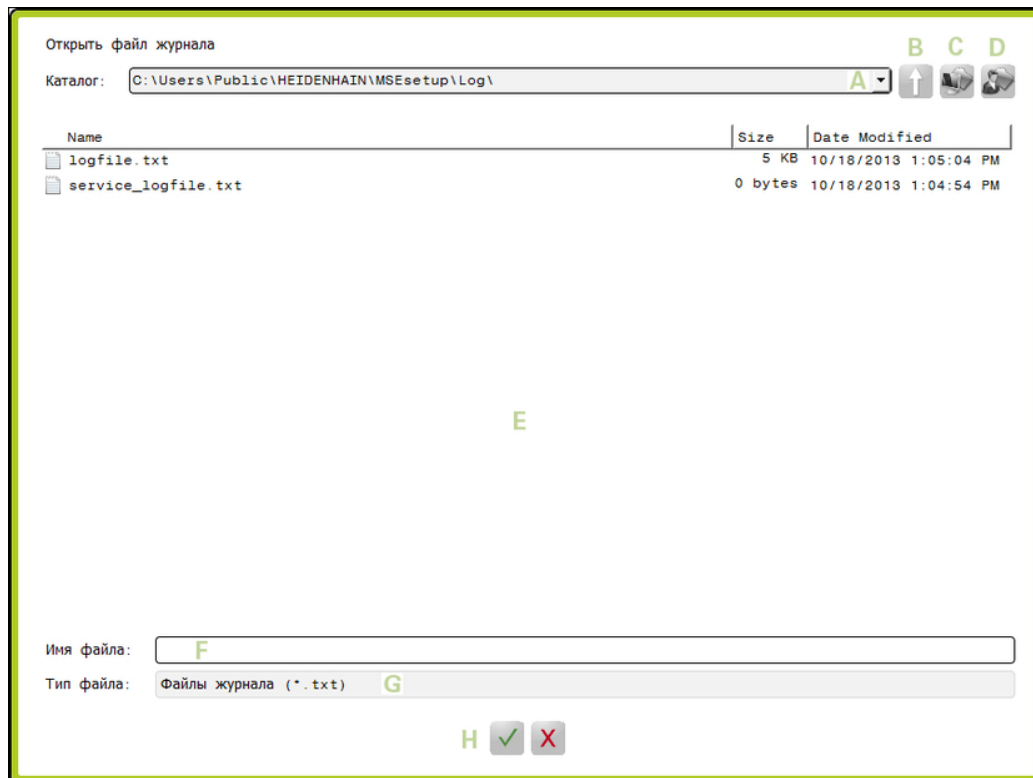 Открыть файл журнала
B C D
Каталог: C:\Users\Public\HEIDENHAIN\MSEsetup\Log\ A
Name Size Date Modified
logfile.txt 5 KB 10/18/2013 1:05:04 PM
service_logfile.txt 0 bytes 10/18/2013 1:04:54 PM
E
Имя файла: F
Тип файла: Файлы журнала (*.txt) G
H